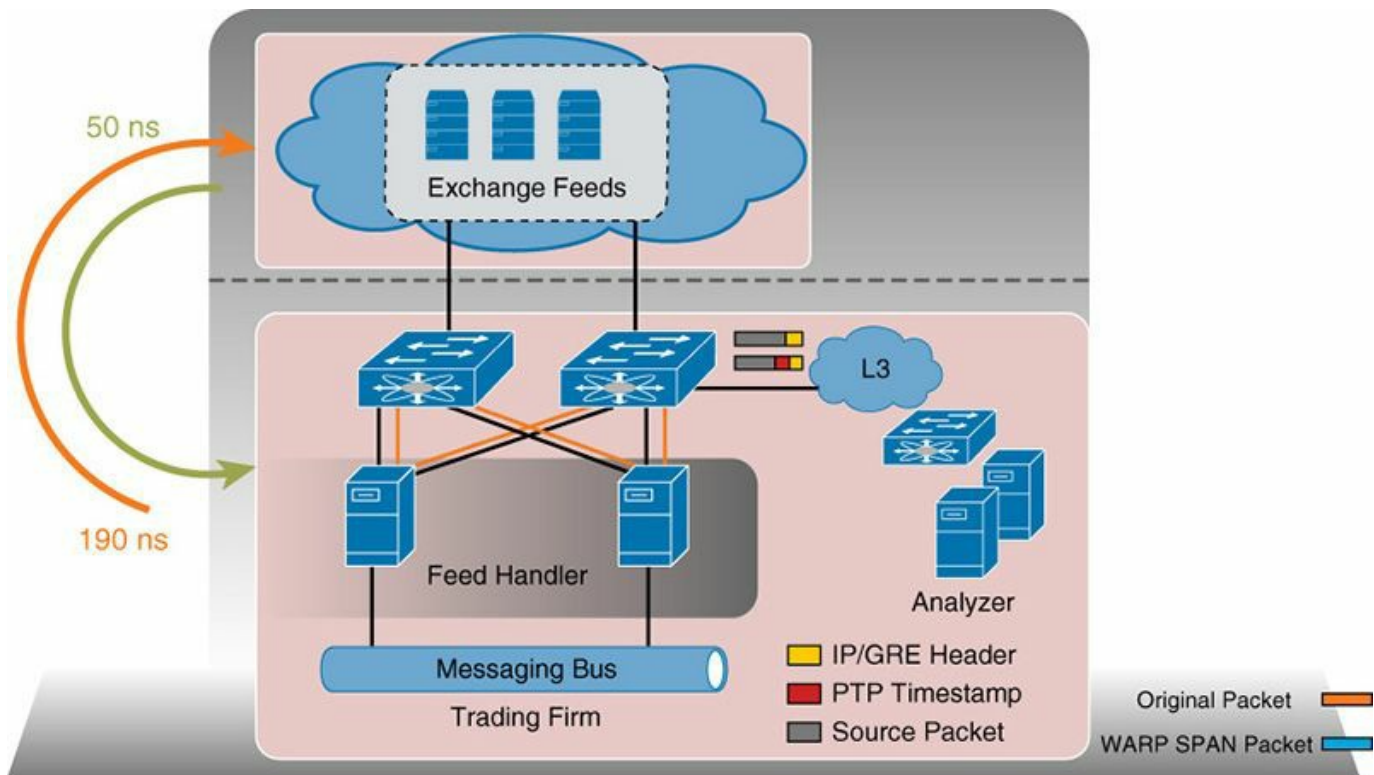 50 ns
Exchange Feeds
L3
190 ns
Feed Handler
Analyzer
Messaging Bus
Trading Firm
IP/GRE Header
PTP Timestamp
Source Packet
Original Packet
WARP SPAN Packet